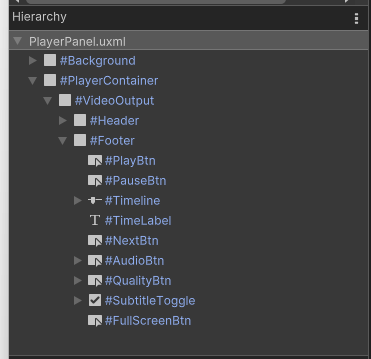 Hierarchy
PlayerPanel.uxml
#Background
#PlayerContainer
#VideoOutput
#Header
#Footer
#PlayBtn
#PauseBtn
#Timeline
#TimeLabel
#NextBtn
#AudioBtn
#QualityBtn
#SubtitleToggle
#FullScreenBtn